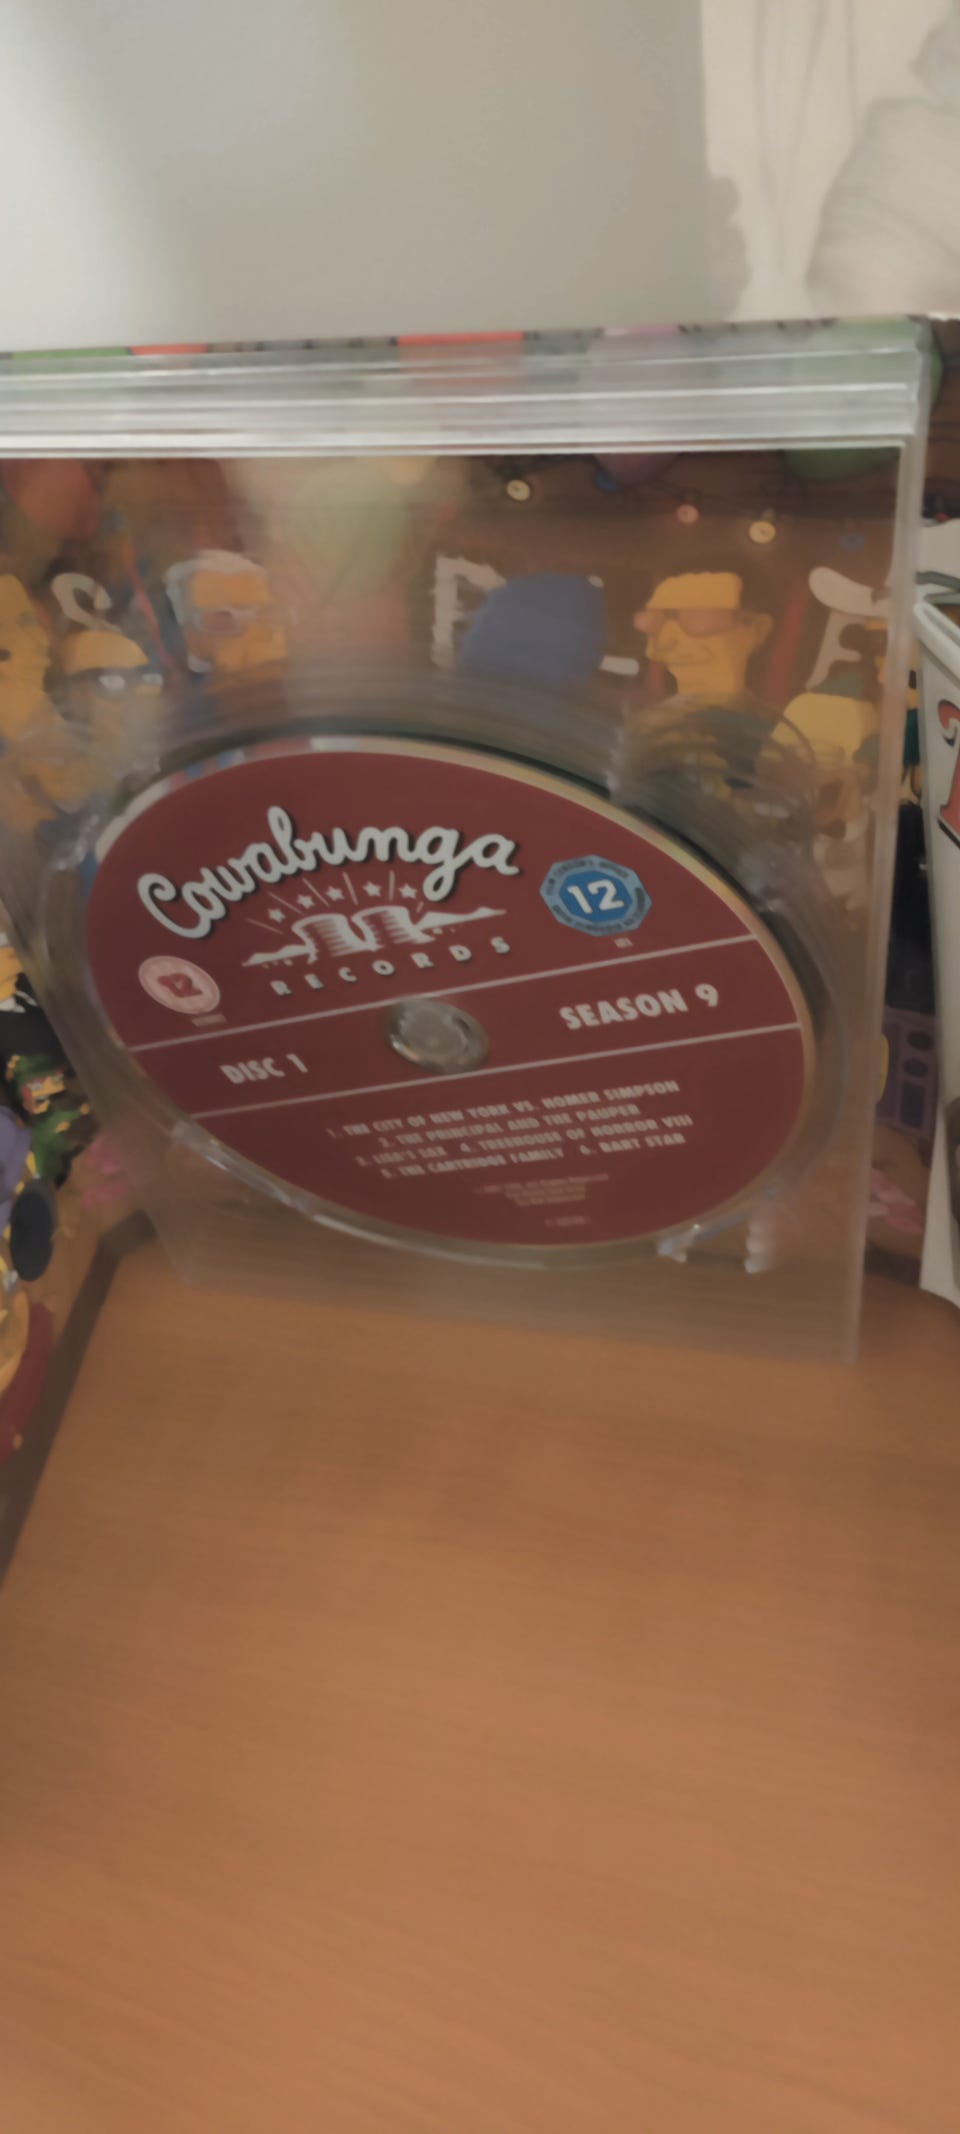 Cowabunga
RECORDS
12
12
DISC 1
SEASON 9
1. THE CITY OF NEW YORK VS. HOMER SIMPSON
2. THE PRINCIPAL AND THE PAUPER
3. LISA'S SAX 4. TREEHOUSE OF HORROR VIII
5. THE CARTRIDGE FAMILY 6. BART STAR